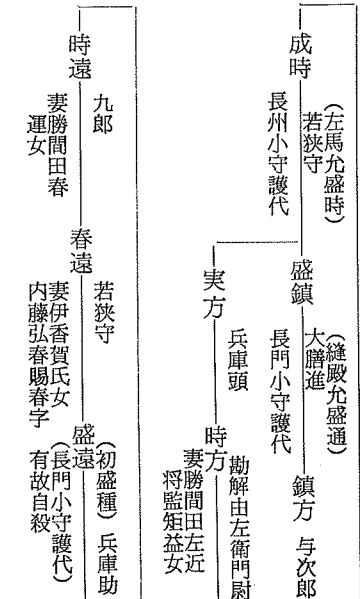 成時
(左馬允盛時)
若狭守
長州小守護代
盛鎮
(縫殿允盛通)
大膳進
長門小守護代
鎮方
与次郎
実方
兵庫頭
時方
勘解由左衛門尉
妻勝間田左近
将監矩益女
時遠
九郎
妻勝間田春
運女
春遠
若狭守
妻伊香賀氏女
内藤弘春賜春字
盛遠
(初盛種)兵庫助
(長門小守護代)
有故自殺